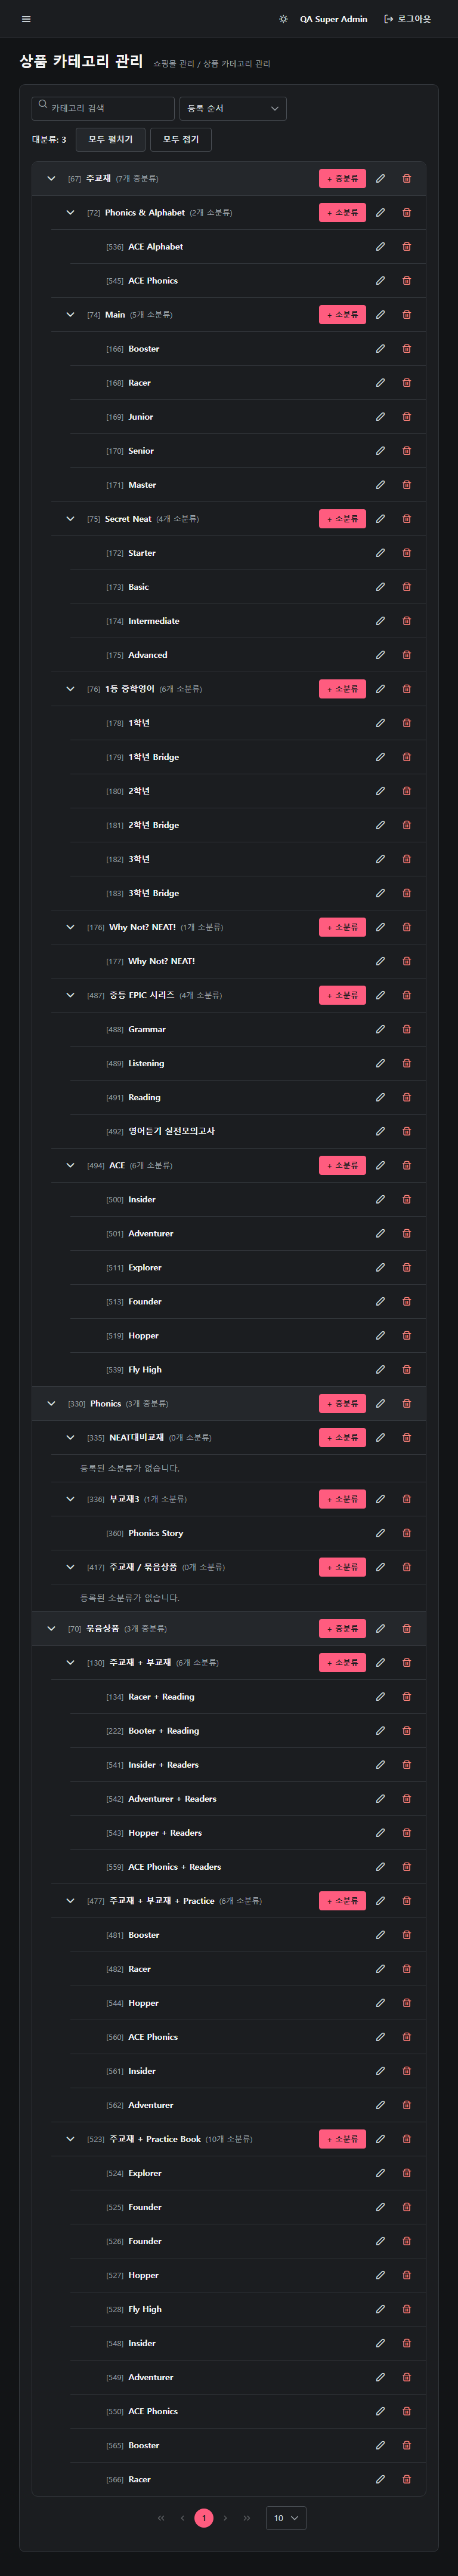 QA Super Admin 로그아웃
상품 카테고리 관리 쇼핑몰 관리 / 상품 카테고리 관리
카테고리 검색 등록 순서
대분류: 3 모두 펼치기 모두 접기
[67] 주교재 (7개 중분류) + 중분류
[72] Phonics & Alphabet (2개 소분류) + 소분류
[536] ACE Alphabet
[545] ACE Phonics
[74] Main (5개 소분류) + 소분류
[166] Booster
[168] Racer
[169] Junior
[170] Senior
[171] Master
[75] Secret Neat (4개 소분류) + 소분류
[172] Starter
[173] Basic
[174] Intermediate
[175] Advanced
[76] 1등 중학영어 (6개 소분류) + 소분류
[178] 1학년
[179] 1학년 Bridge
[180] 2학년
[181] 2학년 Bridge
[182] 3학년
[183] 3학년 Bridge
[176] Why Not? NEAT! (1개 소분류) + 소분류
[177] Why Not? NEAT!
[487] 중등 EPIC 시리즈 (4개 소분류) + 소분류
[488] Grammar
[489] Listening
[491] Reading
[492] 영어듣기 실전모의고사
[494] ACE (6개 소분류) + 소분류
[500] Insider
[501] Adventurer
[511] Explorer
[513] Founder
[519] Hopper
[539] Fly High
[330] Phonics (3개 중분류) + 중분류
[335] NEAT대비교재 (0개 소분류) + 소분류
등록된 소분류가 없습니다.
[336] 부교재3 (1개 소분류) + 소분류
[360] Phonics Story
[417] 주교재 / 묶음상품 (0개 소분류) + 소분류
등록된 소분류가 없습니다.
[70] 묶음상품 (3개 중분류) + 중분류
[130] 주교재 + 부교재 (6개 소분류) + 소분류
[134] Racer + Reading
[222] Booter + Reading
[541] Insider + Readers
[542] Adventurer + Readers
[543] Hopper + Readers
[559] ACE Phonics + Readers
[477] 주교재 + 부교재 + Practice (6개 소분류) + 소분류
[481] Booster
[482] Racer
[544] Hopper
[560] ACE Phonics
[561] Insider
[562] Adventurer
[523] 주교재 + Practice Book (10개 소분류) + 소분류
[524] Explorer
[525] Founder
[526] Founder
[527] Hopper
[528] Fly High
[548] Insider
[549] Adventurer
[550] ACE Phonics
[565] Booster
[566] Racer
1 10